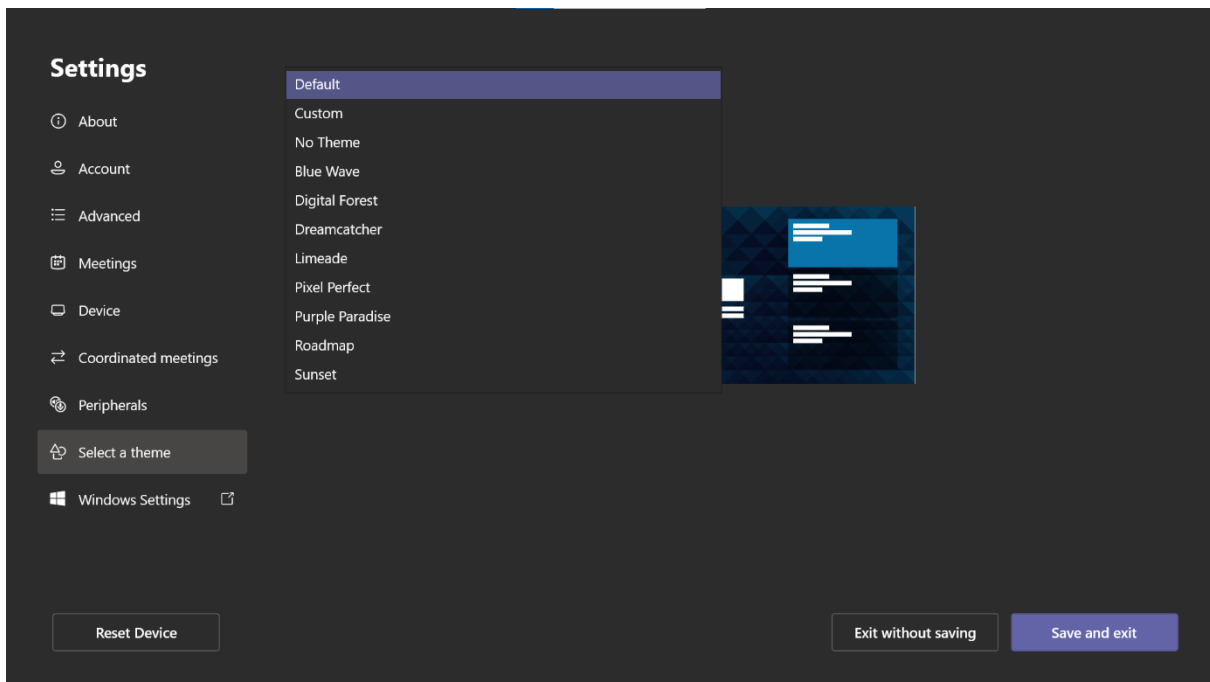 Settings
About
Account
Advanced
Meetings
Device
Coordinated meetings
Peripherals
Select a theme
Windows Settings
Default
Custom
No Theme
Blue Wave
Digital Forest
Dreamcatcher
Limeade
Pixel Perfect
Purple Paradise
Roadmap
Sunset
Reset Device
Exit without saving
Save and exit